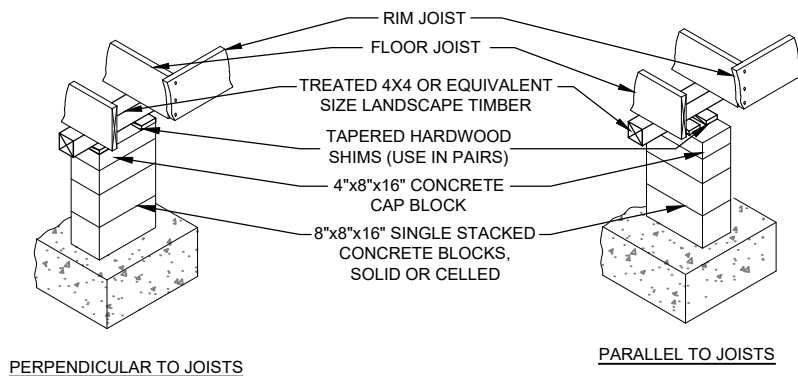 RIM JOIST
FLOOR JOIST
TREATED 4X4 OR EQUIVALENT
SIZE LANDSCAPE TIMBER
TAPERED HARDWOOD
SHIMS (USE IN PAIRS)
4"x8"x16" CONCRETE
CAP BLOCK
8"x8"x16" SINGLE STACKED
CONCRETE BLOCKS,
SOLID OR CELLED
PERPENDICULAR TO JOISTS
PARALLEL TO JOISTS